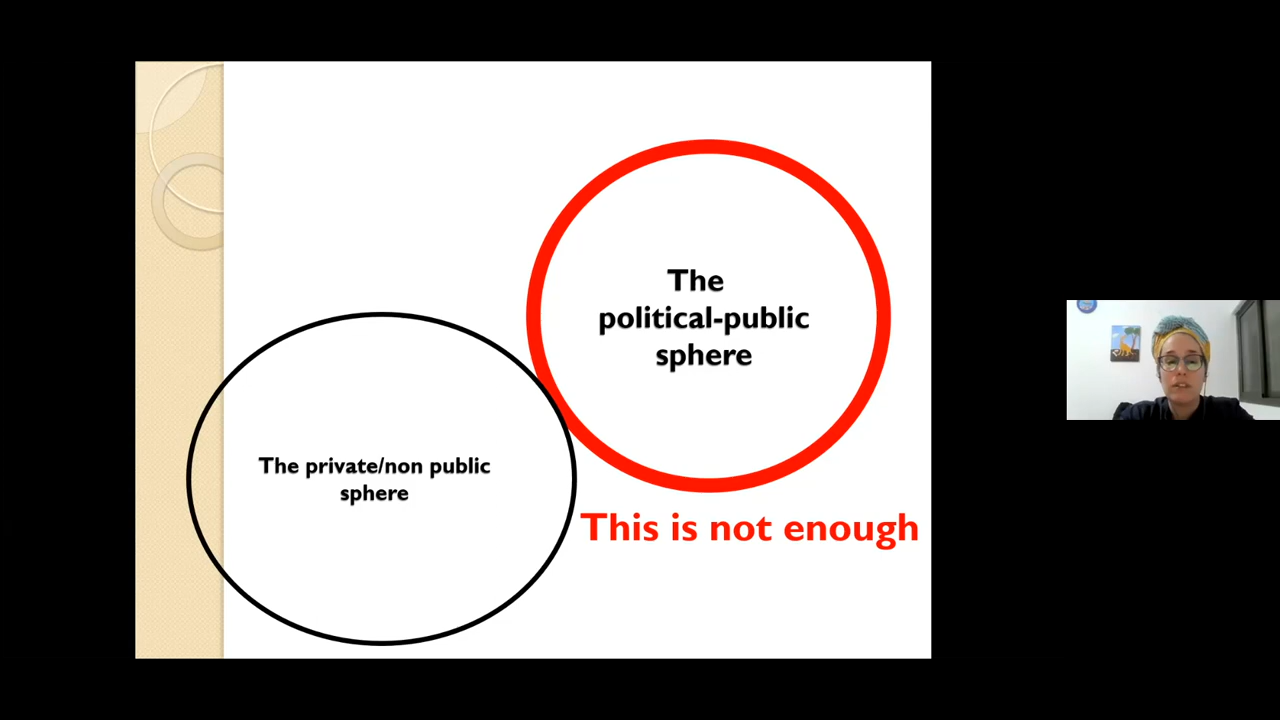 The
political-public
sphere
The private/non public
sphere
This is not enough